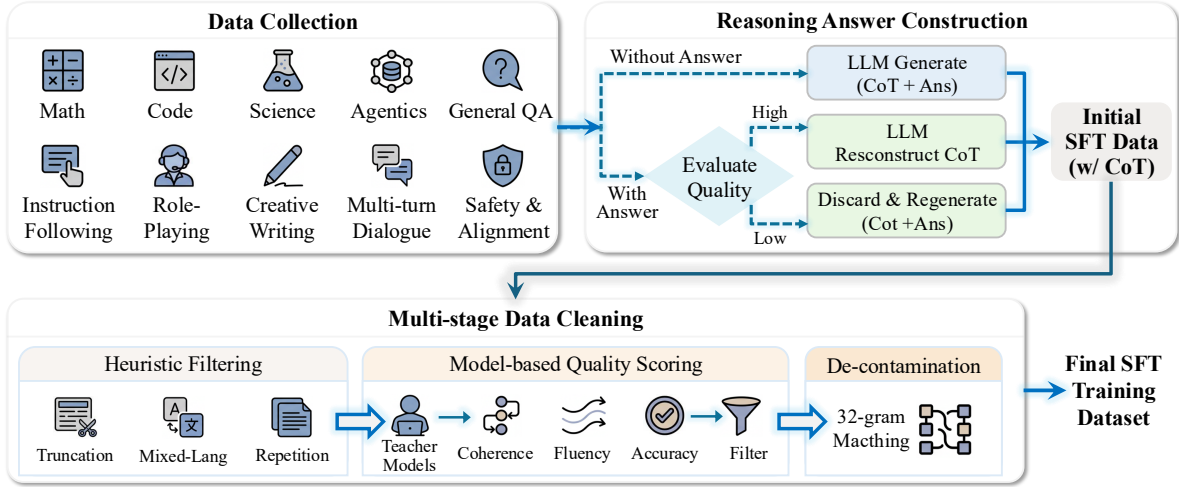 Data Collection
Math
Code
Science
Agentics
General QA
Instruction
Following
Role-
Playing
Creative
Writing
Multi-turn
Dialogue
Safety &
Alignment
Reasoning Answer Construction
Without Answer
With
Answer
Evaluate
Quality
High
Low
LLM Generate
(CoT + Ans)
LLM
Resconstruct CoT
Discard & Regenerate
(Cot +Ans)
Initial
SFT Data
(w/ CoT)
Multi-stage Data Cleaning
Heuristic Filtering
Truncation
A
文
Mixed-Lang
Repetition
Model-based Quality Scoring
Teacher
Models
Coherence
Fluency
Accuracy
Filter
De-contamination
32-gram
Macthing
Final SFT
Training
Dataset